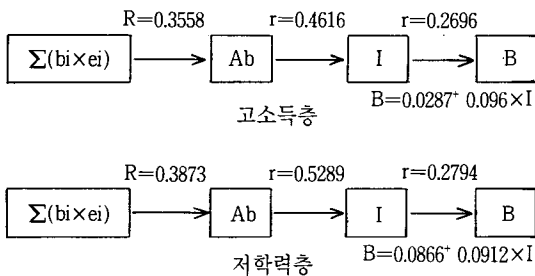 R=0.3558 r=0.4616 r=0.2696
Σ(bi×ei) Ab I B
B=0.0287⁺ 0.096×I
고소득층
R=0.3873 r=0.5289 r=0.2794
Σ(bi×ei) Ab I B
B=0.0866⁺ 0.0912×I
저학력층